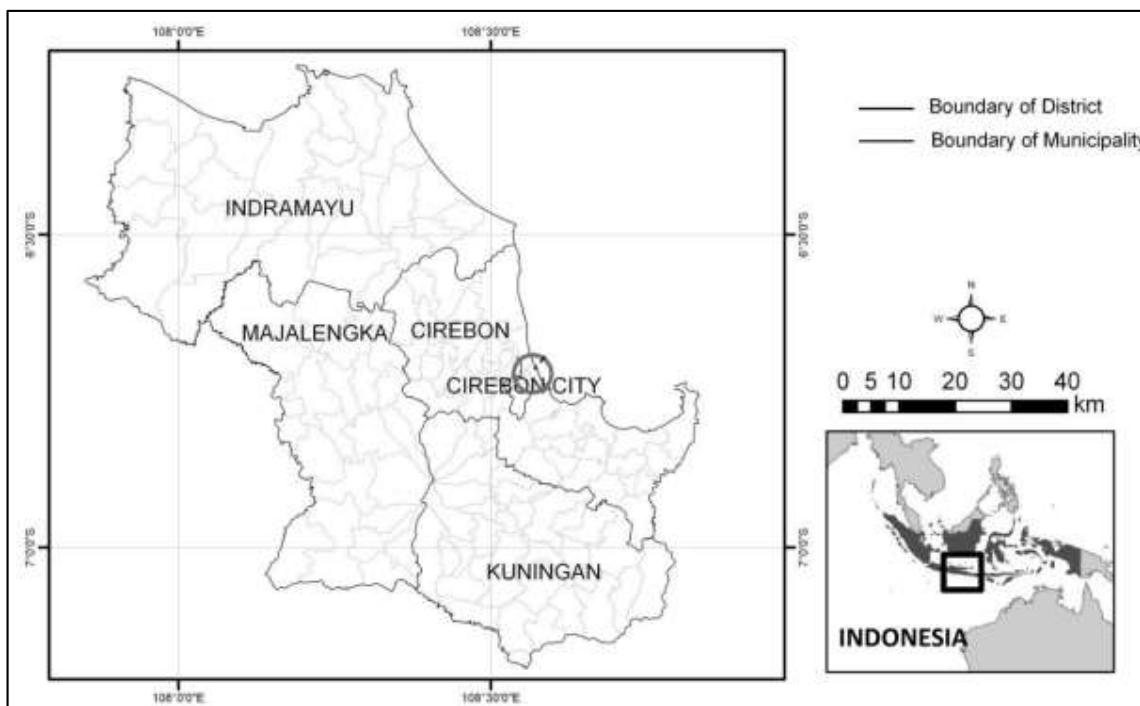 108°0'0"E 108°30'0"E
Boundary of District
Boundary of Municipality
INDRAMAYU
6°30'0"S 6°30'0"S
N
W E
S
MAJALENGKA CIREBON
CIREBON CITY
0 5 10 20 30 40
km
7°0'0"S 7°0'0"S
KUNINGAN
INDONESIA
108°0'0"E 108°30'0"E